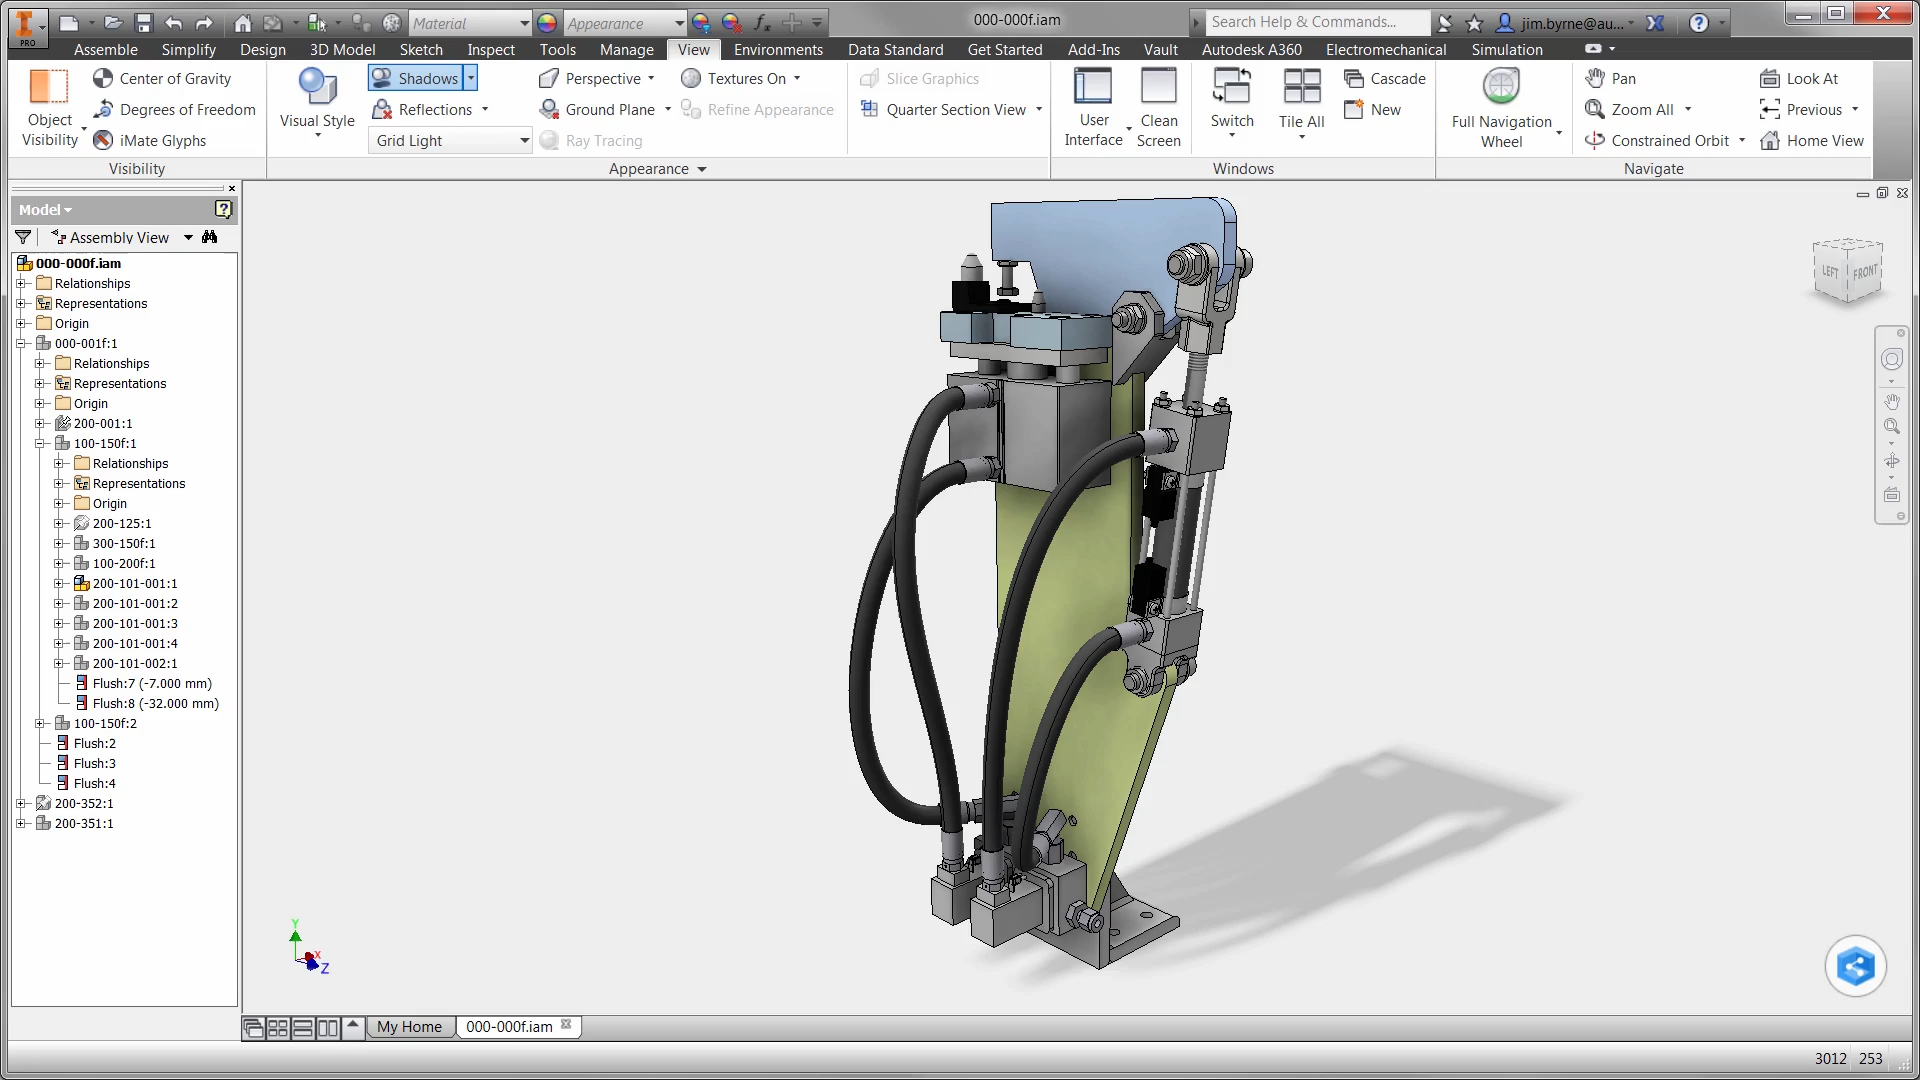 PRO
Material
Appearance
fx
000-000f.iam
Search Help & Commands...
jim.byrne@au...
Assemble Simplify Design 3D Model Sketch Inspect Tools Manage View Environments Data Standard Get Started Add-Ins Vault Autodesk A360 Electromechanical Simulation
Object Visibility
Center of Gravity
Degrees of Freedom
iMate Glyphs
Visibility
Visual Style
Shadows
Reflections
Grid Light
Perspective
Ground Plane
Ray Tracing
Textures On
Refine Appearance
Appearance
Slice Graphics
Quarter Section View
User Interface
Clean Screen
Switch
Tile All
Cascade
New
Windows
Full Navigation Wheel
Pan
Zoom All
Constrained Orbit
Look At
Previous
Home View
Navigate
Model
Assembly View
000-000f.iam
Relationships
Representations
Origin
000-001f:1
Relationships
Representations
Origin
200-001:1
100-150f:1
Relationships
Representations
Origin
200-125:1
300-150f:1
100-200f:1
200-101-001:1
200-101-001:2
200-101-001:3
200-101-001:4
200-101-002:1
Flush:7 (-7.000 mm)
Flush:8 (-32.000 mm)
100-150f:2
Flush:2
Flush:3
Flush:4
200-352:1
200-351:1
LEFT FRONT
Y
X
Z
My Home
000-000f.iam
3012 253